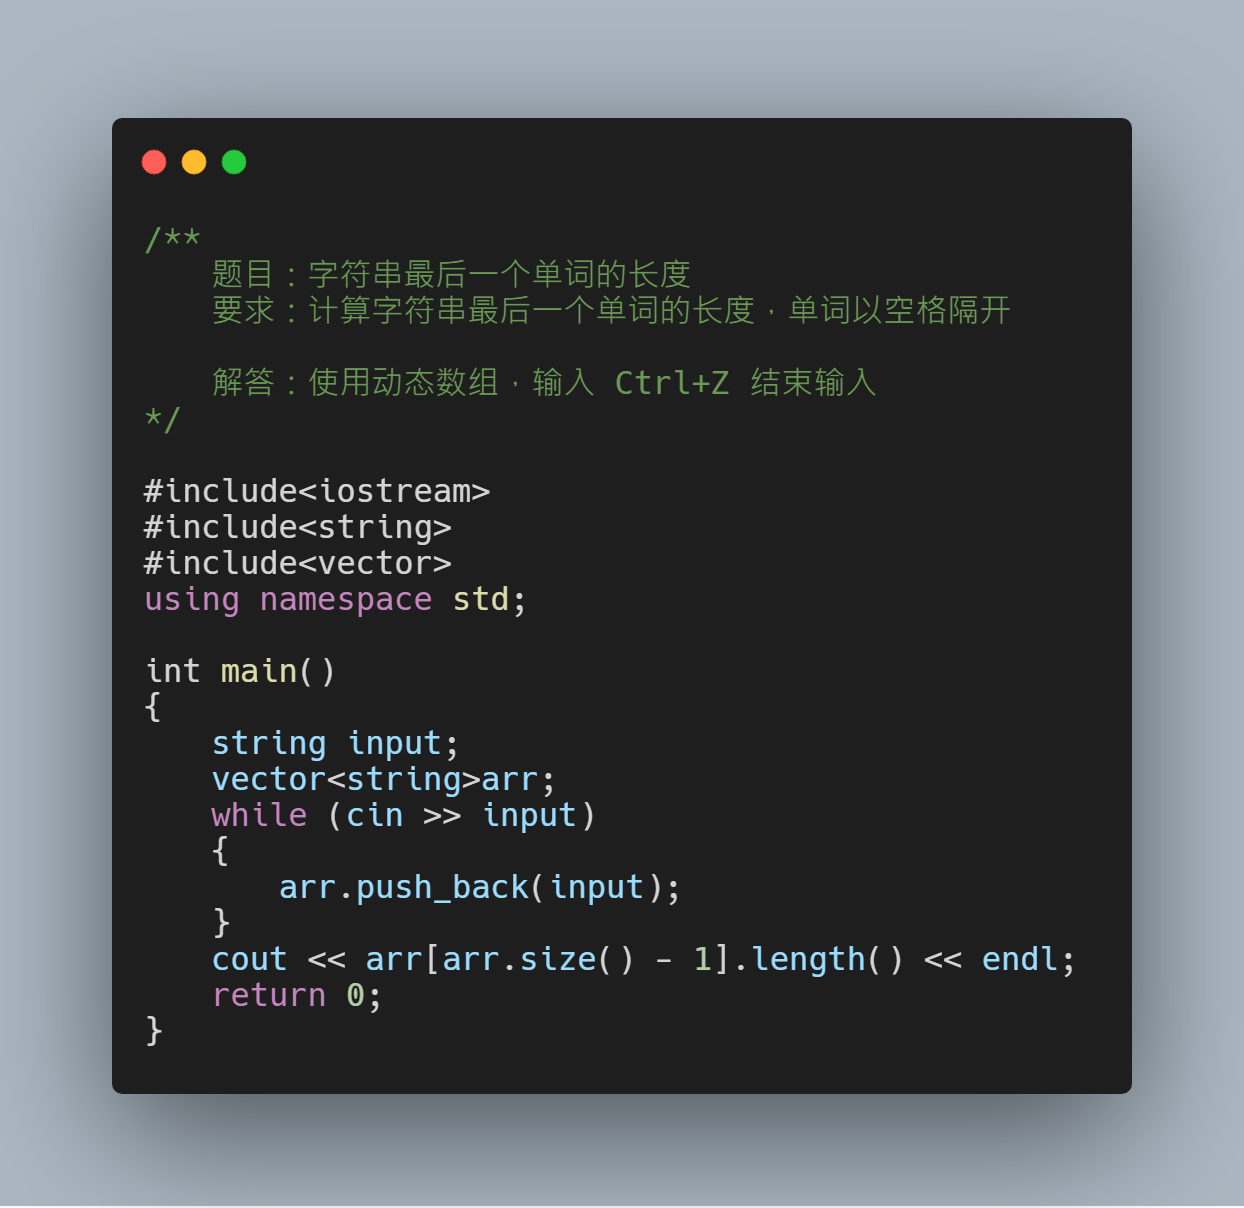 /**
    题目：字符串最后一个单词的长度
    要求：计算字符串最后一个单词的长度，单词以空格隔开

    解答：使用动态数组，输入 Ctrl+Z 结束输入
*/

#include<iostream>
#include<string>
#include<vector>
using namespace std;

int main()
{
    string input;
    vector<string>arr;
    while (cin >> input)
    {
        arr.push_back(input);
    }
    cout << arr[arr.size() - 1].length() << endl;
    return 0;
}